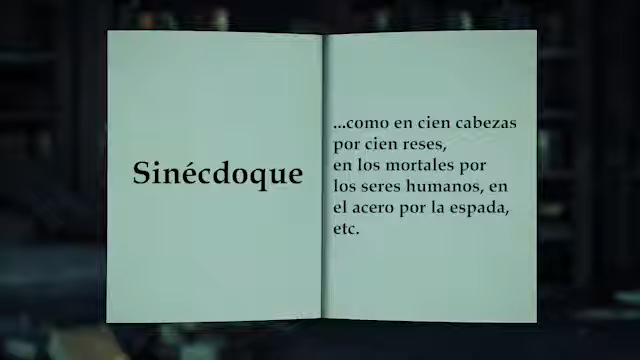 Sinécdoque
...como en cien cabezas
por cien reses,
en los mortales por
los seres humanos, en
el acero por la espada,
etc.